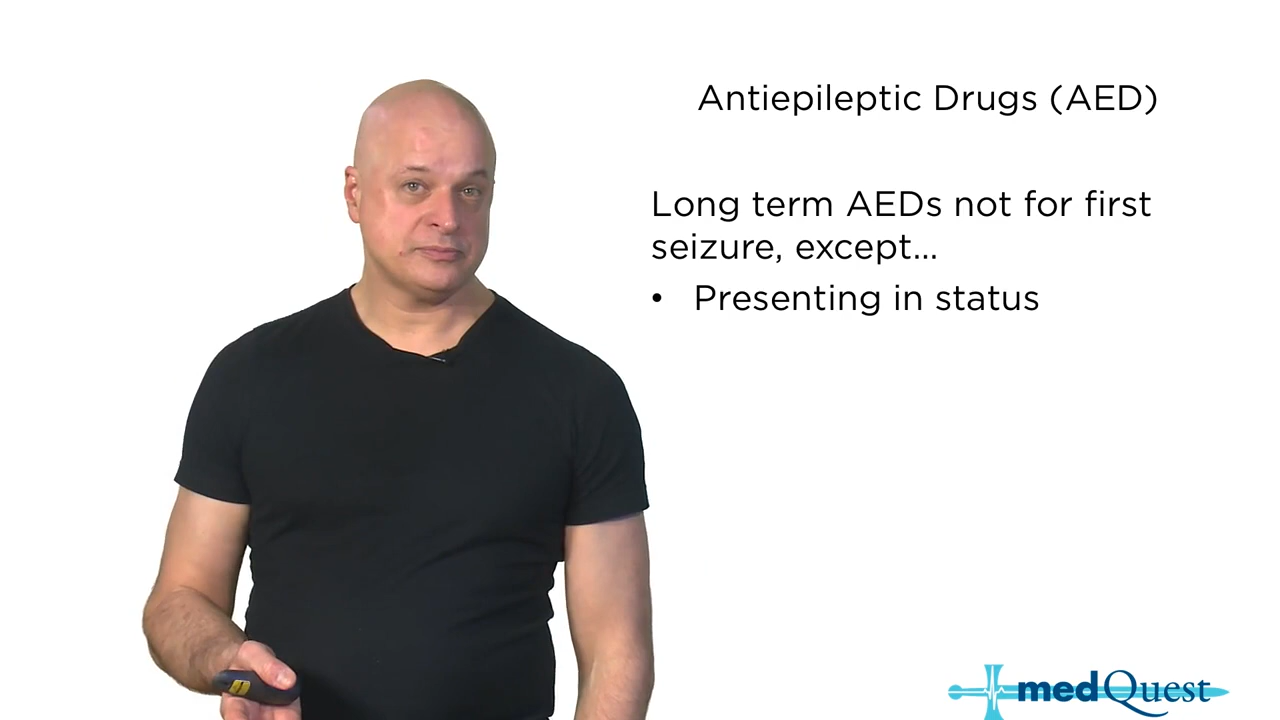 Antiepileptic Drugs (AED)
Long term AEDs not for first
seizure, except...
• Presenting in status
medQuest